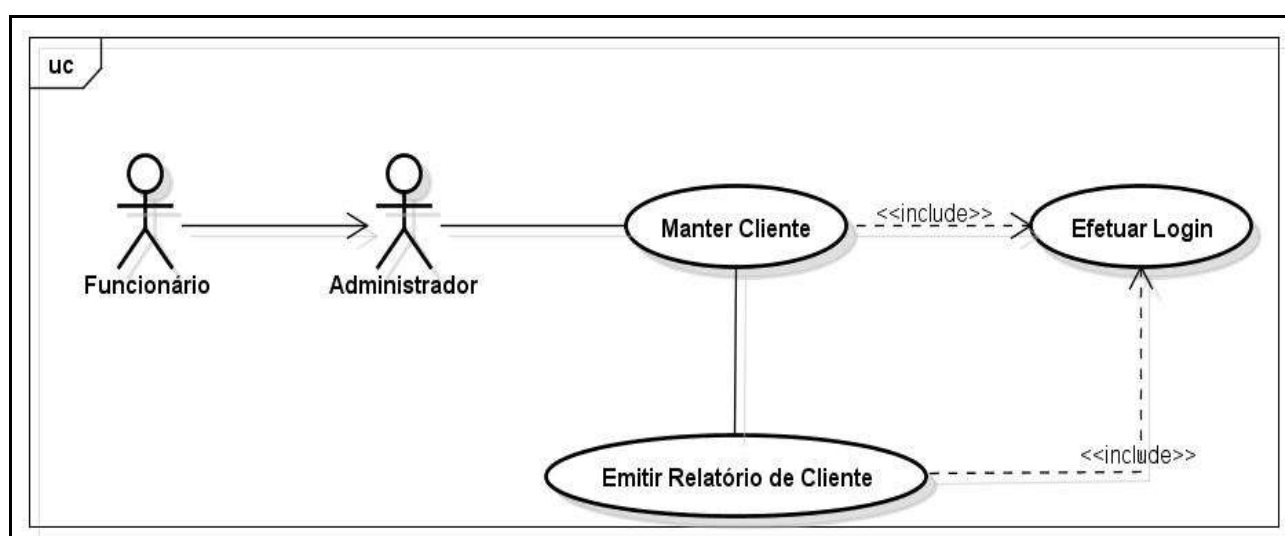 uc
Funcionário
Administrador
Manter Cliente
<<include>>
Efetuar Login
Emitir Relatório de Cliente
<<include>>